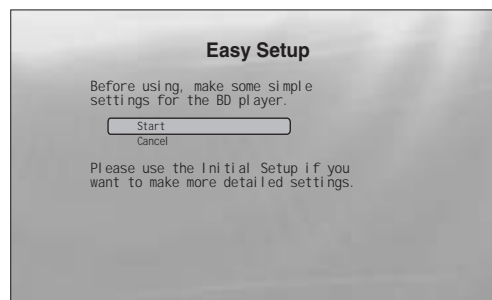 Easy Setup
Before using, make some simple
settings for the BD player.
Start
Cancel
Please use the Initial Setup if you
want to make more detailed settings.